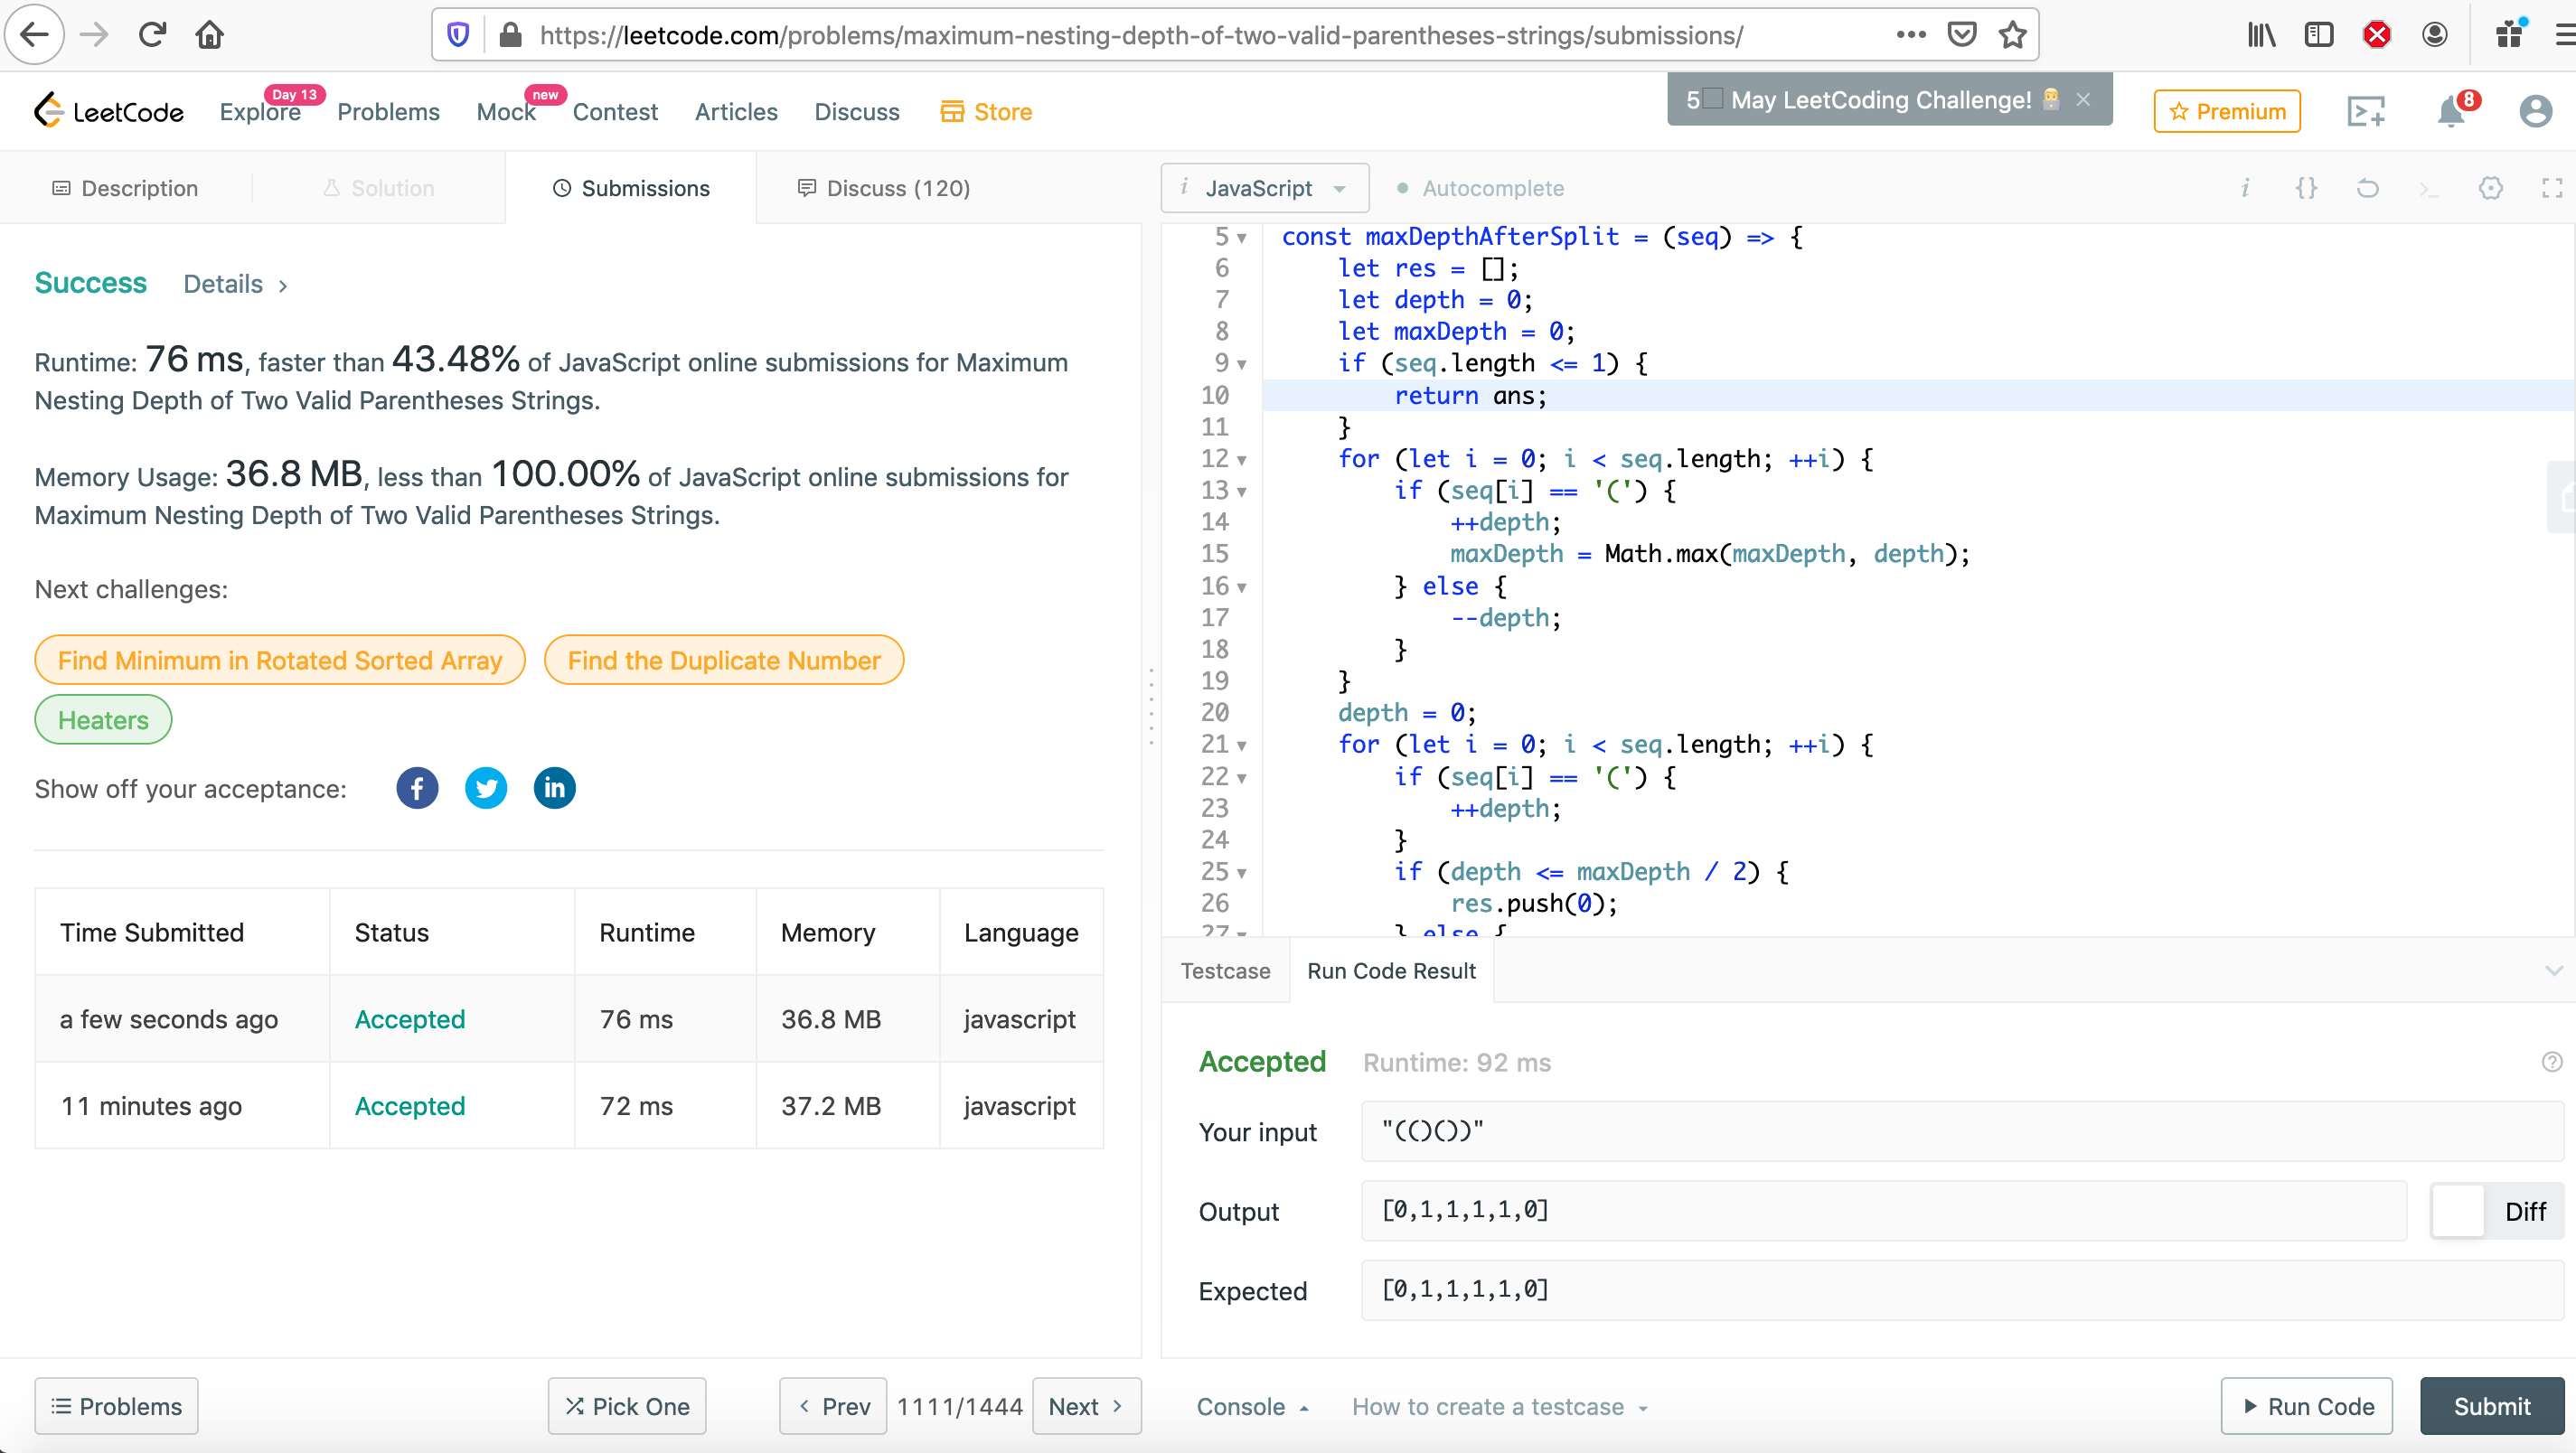 https://leetcode.com/problems/maximum-nesting-depth-of-two-valid-parentheses-strings/submissions/
LeetCode
Explore
Day 13
Problems
Mock
new
Contest
Articles
Discuss
Store
5 May LeetCoding Challenge!
Premium
8
Description
Solution
Submissions
Discuss (120)
i JavaScript
Autocomplete
i {}
Success Details >
Runtime: 76 ms, faster than 43.48% of JavaScript online submissions for Maximum
Nesting Depth of Two Valid Parentheses Strings.
Memory Usage: 36.8 MB, less than 100.00% of JavaScript online submissions for
Maximum Nesting Depth of Two Valid Parentheses Strings.
Next challenges:
Find Minimum in Rotated Sorted Array
Find the Duplicate Number
Heaters
Show off your acceptance:
Time Submitted Status Runtime Memory Language
a few seconds ago Accepted 76 ms 36.8 MB javascript
11 minutes ago Accepted 72 ms 37.2 MB javascript
5 const maxDepthAfterSplit = (seq) => {
6 let res = [];
7 let depth = 0;
8 let maxDepth = 0;
9 if (seq.length <= 1) {
10 return ans;
11 }
12 for (let i = 0; i < seq.length; ++i) {
13 if (seq[i] == '(') {
14 ++depth;
15 maxDepth = Math.max(maxDepth, depth);
16 } else {
17 --depth;
18 }
19 }
20 depth = 0;
21 for (let i = 0; i < seq.length; ++i) {
22 if (seq[i] == '(') {
23 ++depth;
24 }
25 if (depth <= maxDepth / 2) {
26 res.push(0);
27 } else {
Testcase
Run Code Result
Accepted Runtime: 92 ms
Your input "(()())"
Output [0,1,1,1,1,0]
Diff
Expected [0,1,1,1,1,0]
Problems
Pick One
< Prev
1111/1444
Next >
Console
How to create a testcase
Run Code
Submit